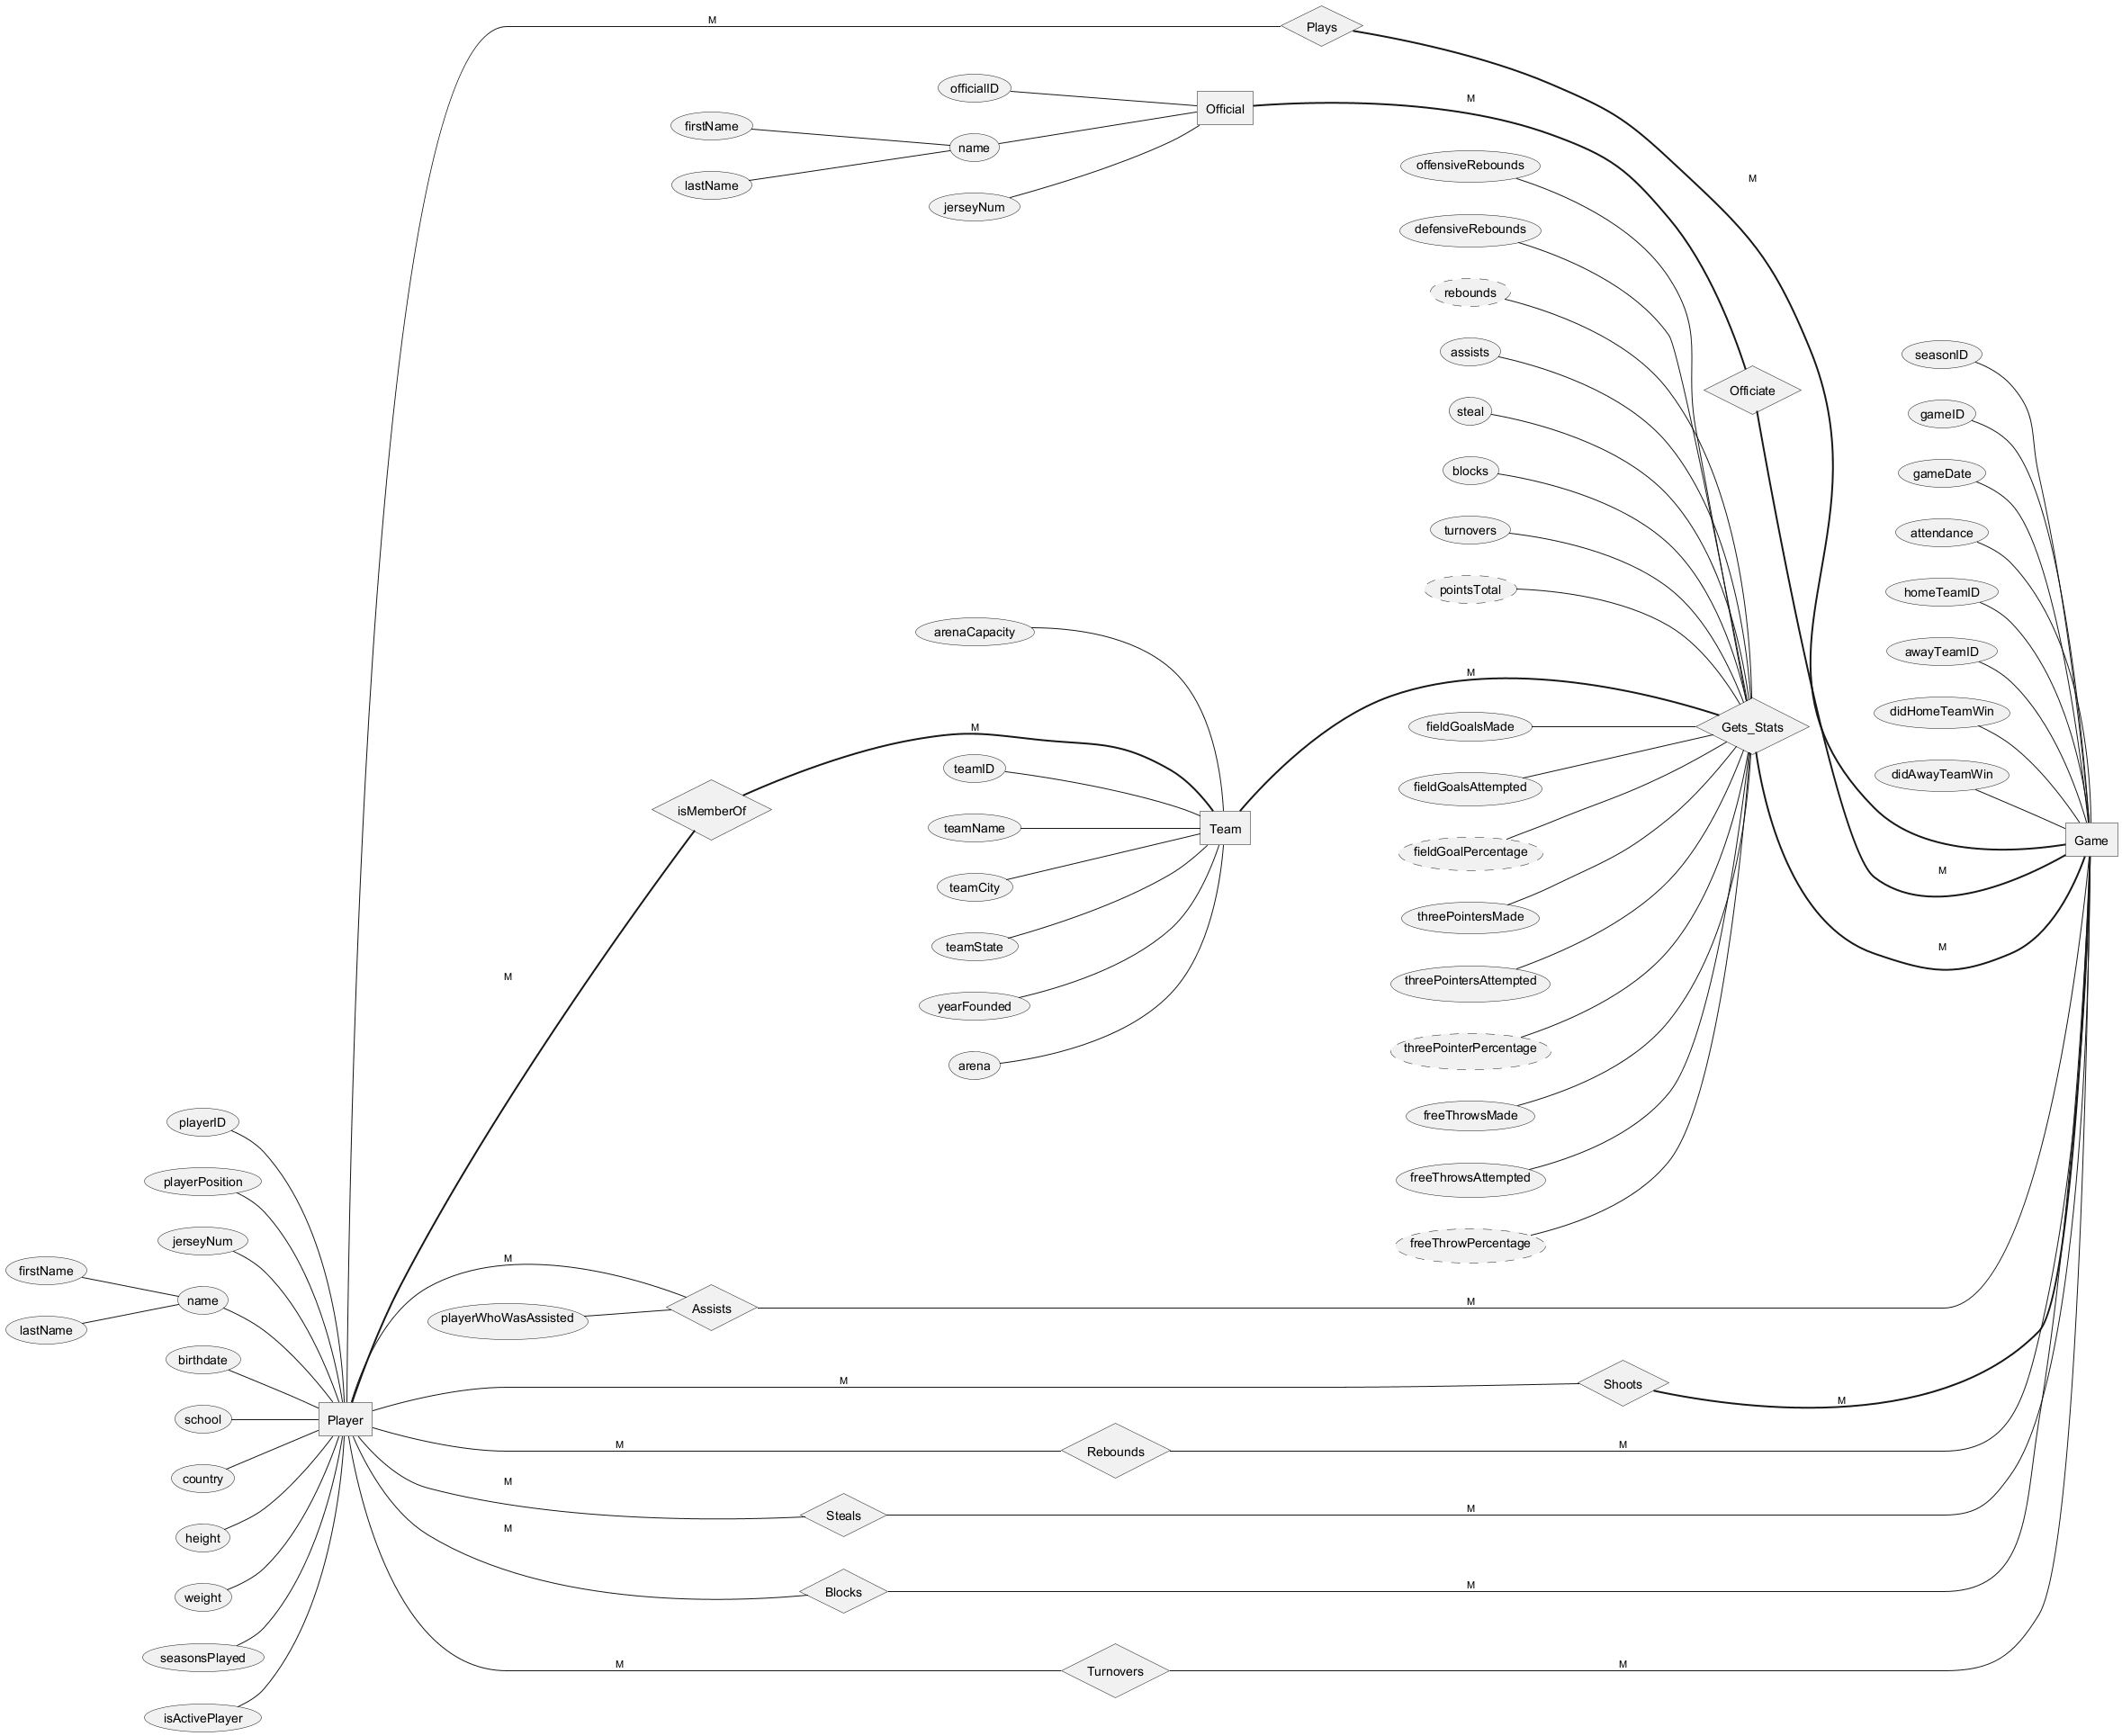 M
Plays
officialID
Official
M
firstName
name
lastName
jerseyNum
M
offensiveRebounds
defensiveRebounds
rebounds
assists
steal
blocks
turnovers
pointsTotal
Officiate
seasonID
gameID
gameDate
attendance
homeTeamID
awayTeamID
didHomeTeamWin
didAwayTeamWin
Game
arenaCapacity
M
M
isMemberOf
teamID
teamName
Team
teamCity
teamState
yearFounded
arena
Gets_Stats
fieldGoalsMade
fieldGoalsAttempted
fieldGoalPercentage
threePointersMade
threePointersAttempted
threePointerPercentage
freeThrowsMade
freeThrowsAttempted
freeThrowPercentage
M
M
M
playerID
playerPosition
jerseyNum
firstName
name
lastName
birthdate
school
Player
country
height
weight
seasonsPlayed
isActivePlayer
M
playerWhoWasAssisted
Assists
M
M
Shoots
M
M
Rebounds
M
M
Steals
M
M
Blocks
M
M
Turnovers
M